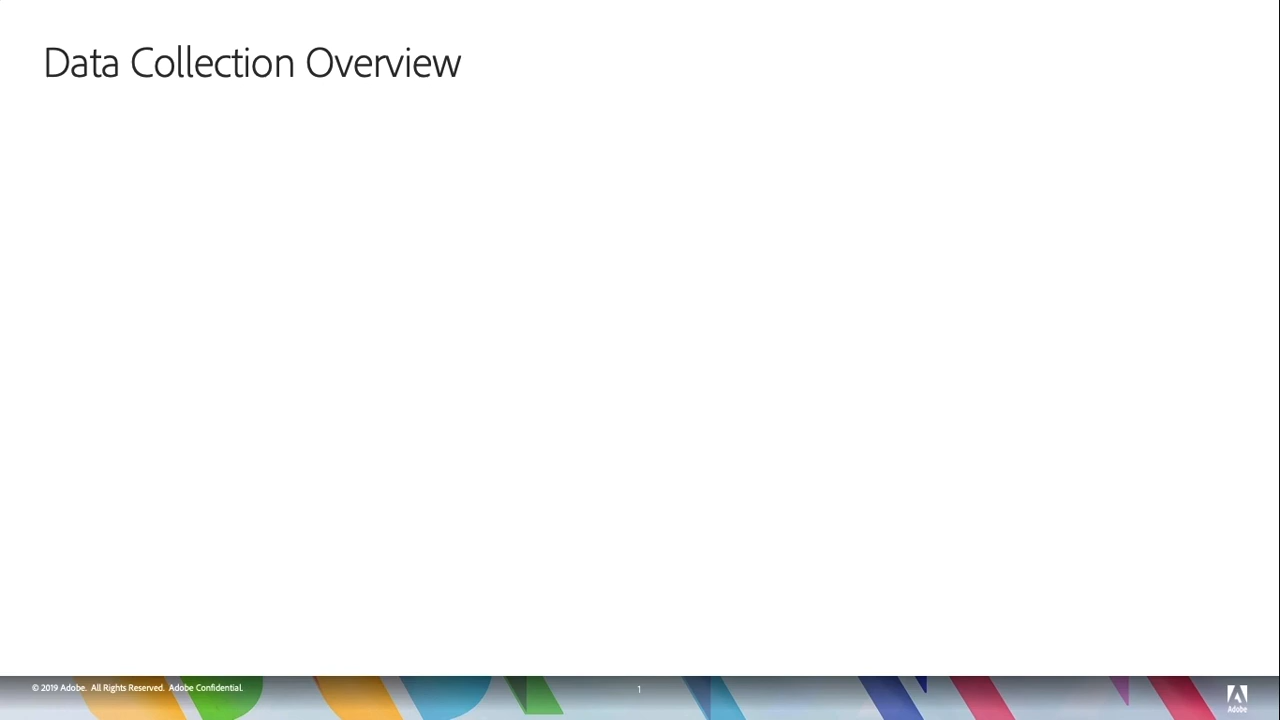 Data Collection Overview
© 2019 Adobe. All Rights Reserved. Adobe Confidential.
1
Adobe